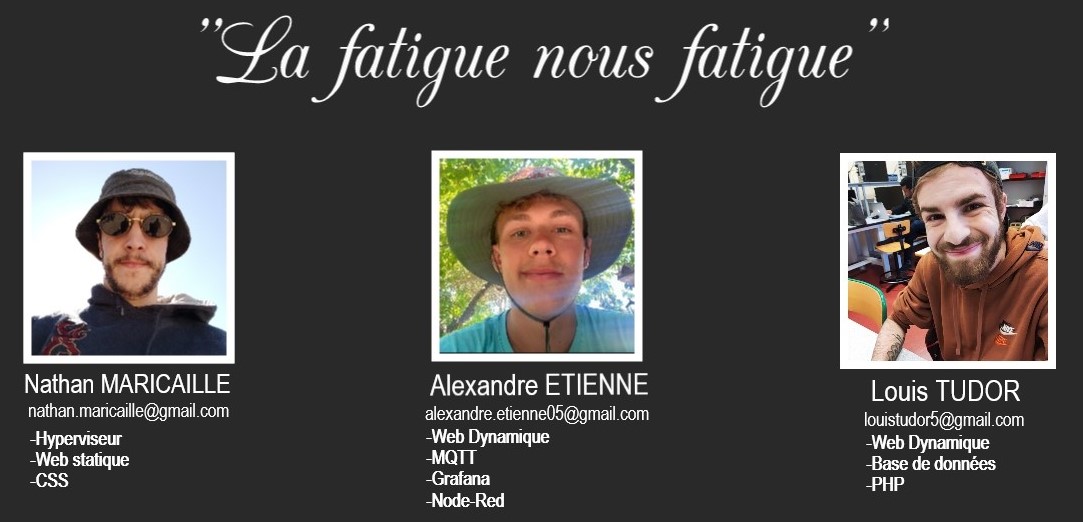 "La fatigue nous fatigue"
Nathan MARICAILLE
nathan.maricaille@gmail.com
-Hyperviseur
-Web statique
-CSS
Alexandre ETIENNE
alexandre.etienne05@gmail.com
-Web Dynamique
-MQTT
-Grafana
-Node-Red
NIKE
Louis TUDOR
louistudor5@gmail.com
-Web Dynamique
-Base de données
-PHP